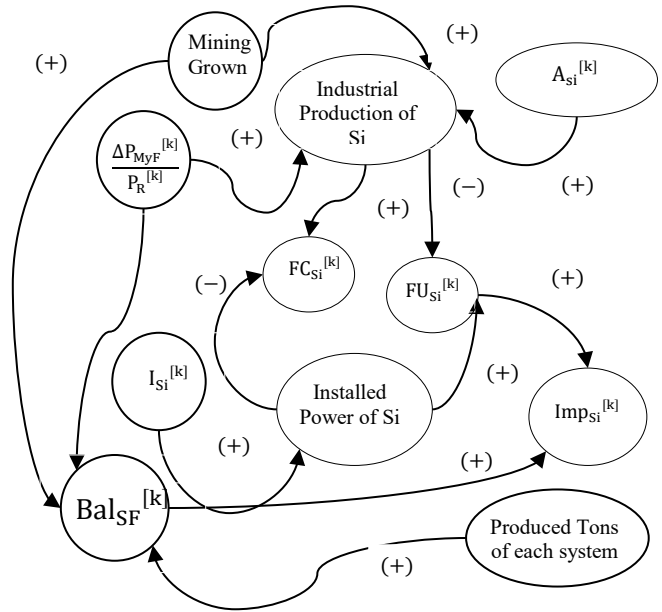 Mining
Grown
(+)
(+)
Industrial
Production of
Si
A_si^[k]
ΔP_MyF^[k]
P_R^[k]
(+)
(+)
(-)
(+)
FC_Si^[k]
FU_Si^[k]
(+)
(-)
I_Si^[k]
Installed
Power of Si
(+)
Imp_Si^[k]
(+)
(+)
Bal_SF^[k]
Produced Tons
of each system
(+)